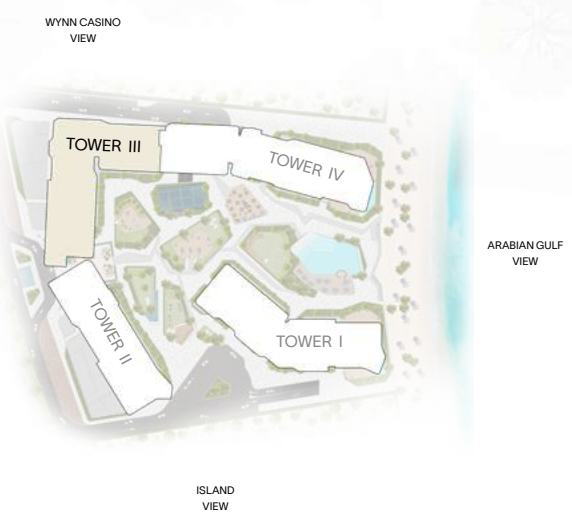 WYNN CASINO
VIEW
TOWER III
TOWER IV
ARABIAN GULF
VIEW
TOWER II
TOWER I
ISLAND
VIEW